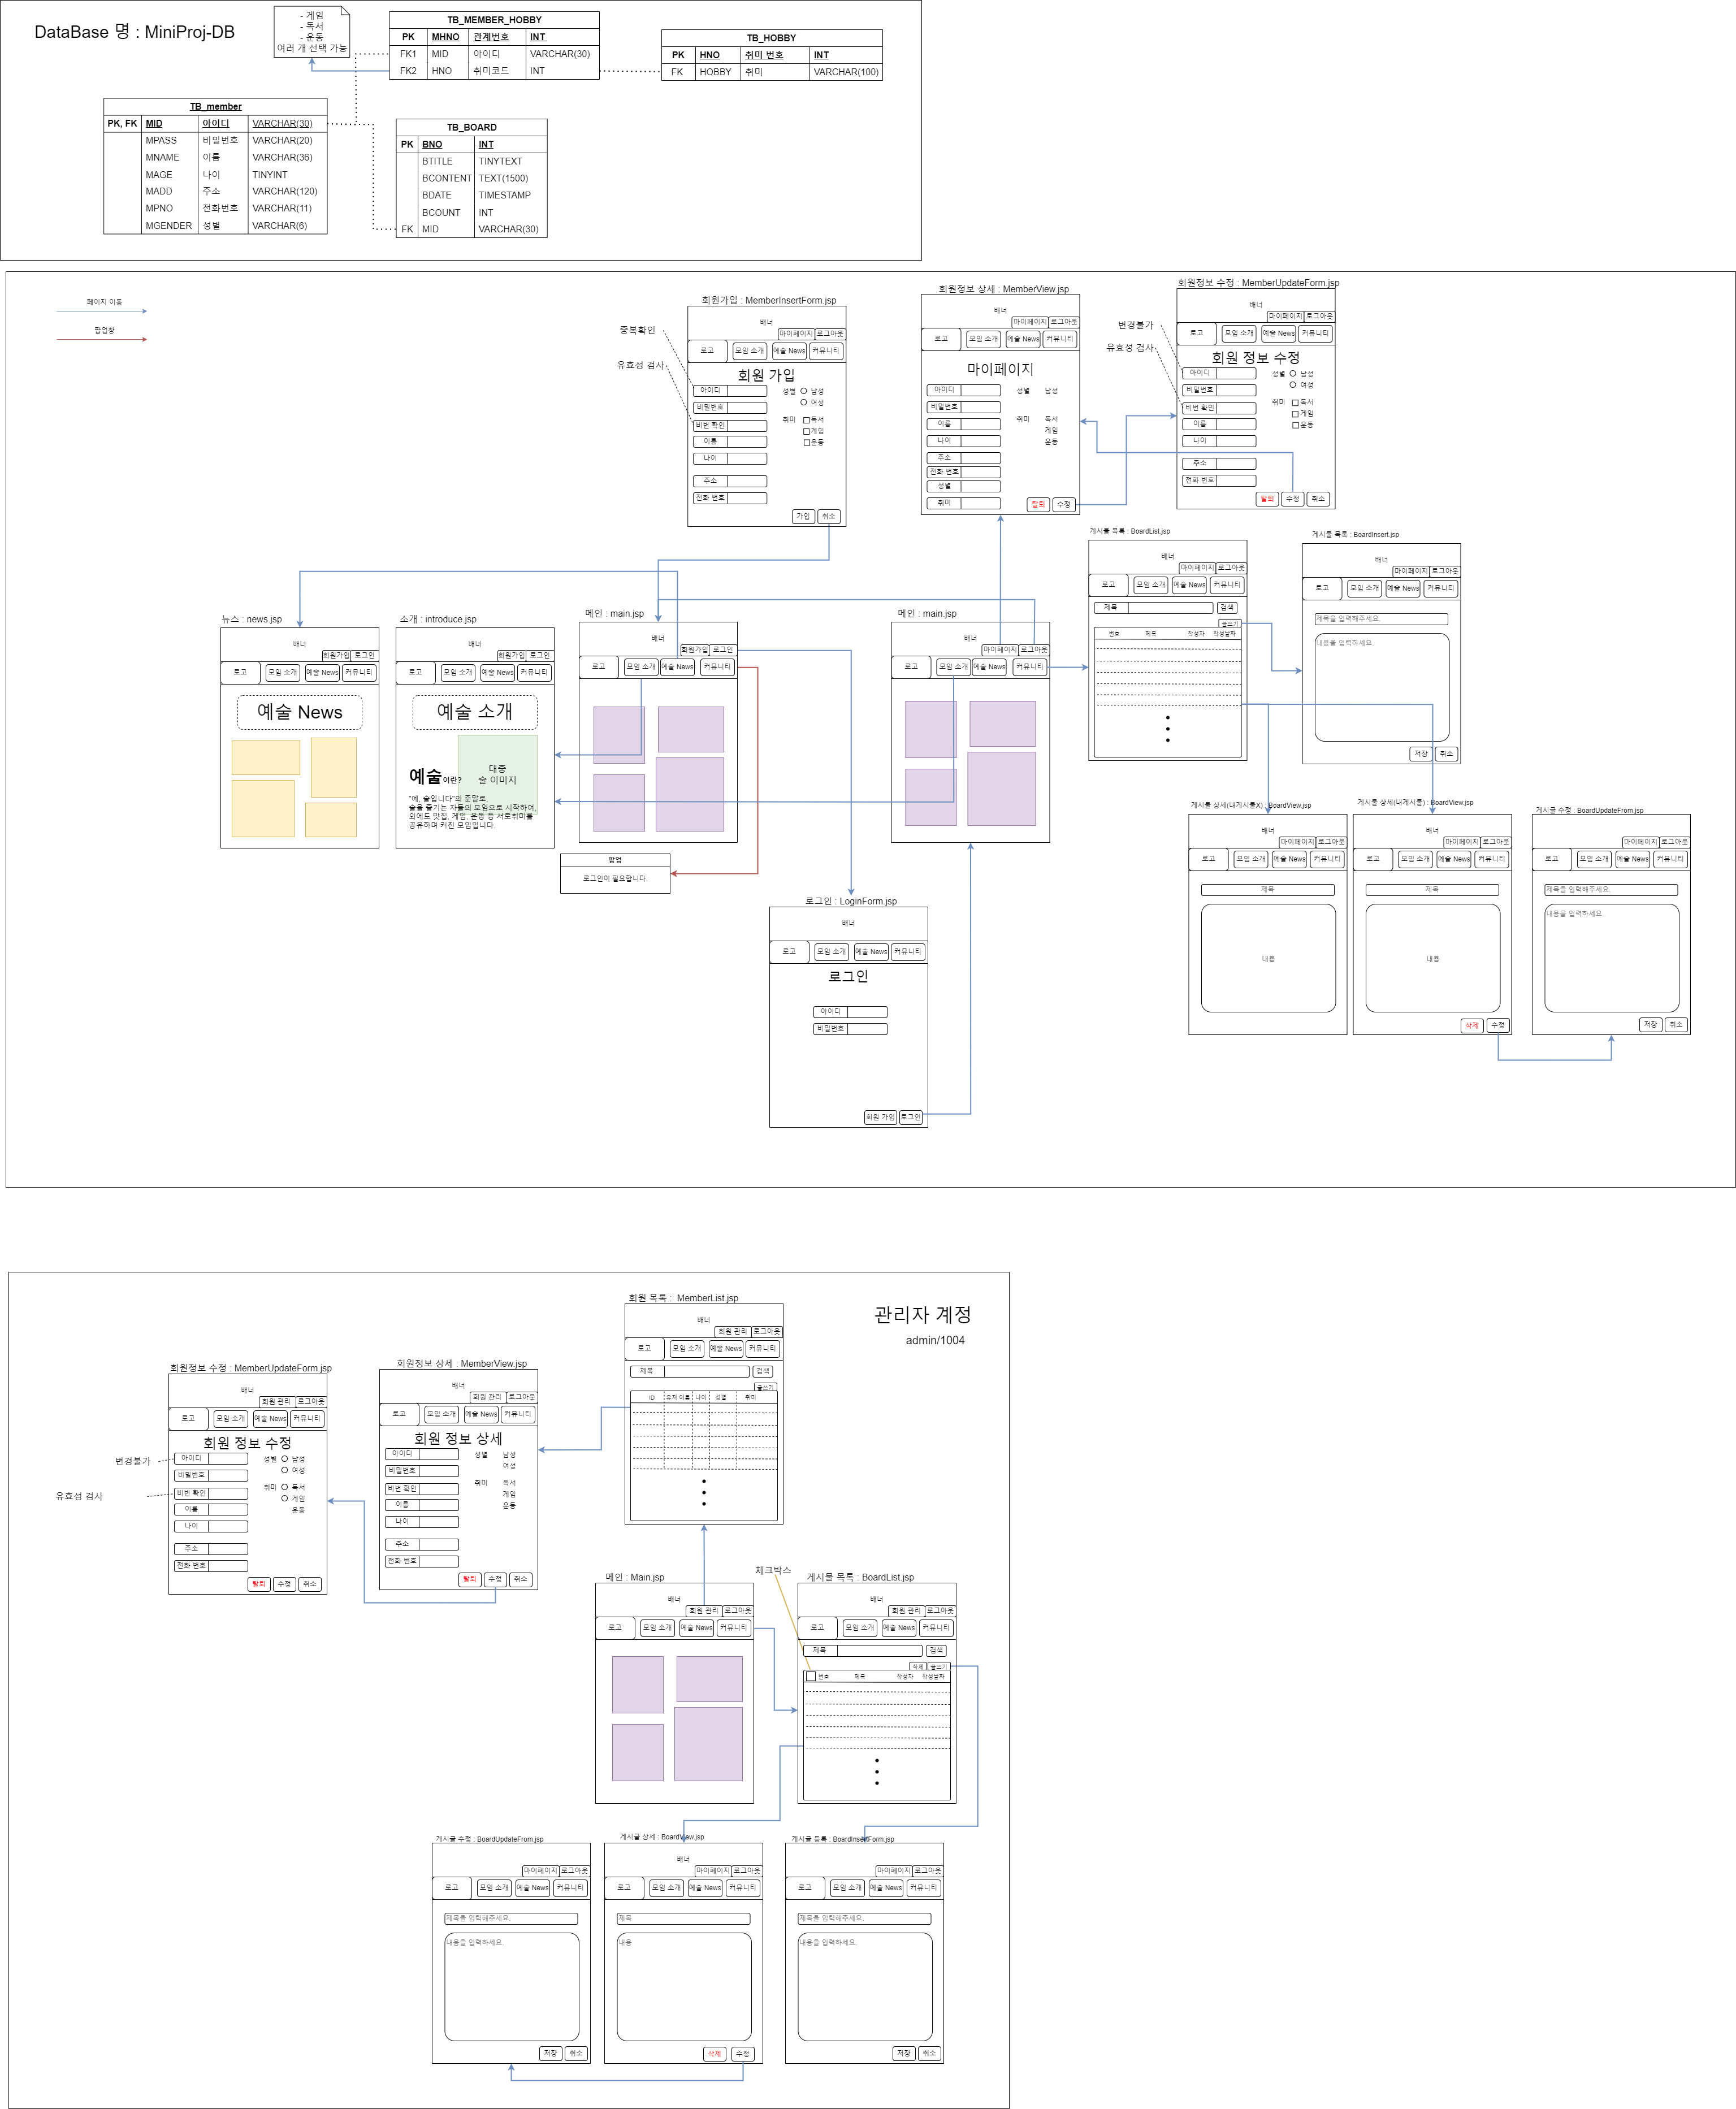 DataBase 명 : MiniProj-DB
- 게임
- 독서
- 운동
여러 개 선택 가능
TB_MEMBER_HOBBY
PK MHNO 관계번호 INT
FK1 MID 아이디 VARCHAR(30)
FK2 HNO 취미코드 INT
TB_HOBBY
PK HNO 취미 번호 INT
FK HOBBY 취미 VARCHAR(100)
TB_member
PK, FK MID 아이디 VARCHAR(30)
MPASS 비밀번호 VARCHAR(20)
MNAME 이름 VARCHAR(36)
MAGE 나이 TINYINT
MADD 주소 VARCHAR(120)
MPNO 전화번호 VARCHAR(11)
MGENDER 성별 VARCHAR(6)
TB_BOARD
PK BNO INT
BTITLE TINYTEXT
BCONTENT TEXT(1500)
BDATE TIMESTAMP
BCOUNT INT
FK MID VARCHAR(30)
페이지 이동
팝업창
회원가입 : MemberInsertForm.jsp
배너
마이페이지 로그아웃
로고 모임 소개 예술 News 커뮤니티
회원 가입
중복확인
유효성 검사
아이디 성별 남성
비밀번호 여성
비번 확인 취미 독서
이름 게임
나이 운동
주소
전화 번호
가입 취소
회원정보 상세 : MemberView.jsp
배너
마이페이지 로그아웃
로고 모임 소개 예술 News 커뮤니티
마이페이지
아이디 성별 남성
비밀번호
이름 취미 독서
게임
나이 운동
주소
전화 번호
성별
취미
탈퇴 수정
회원정보 수정 : MemberUpdateForm.jsp
배너
마이페이지 로그아웃
로고 모임 소개 예술 News 커뮤니티
변경불가
유효성 검사
회원 정보 수정
아이디 성별 남성
비밀번호 여성
비번 확인 취미 독서
이름 게임
나이 운동
주소
전화 번호
탈퇴 수정 취소
게시물 목록 : BoardList.jsp
배너
마이페이지 로그아웃
로고 모임 소개 예술 News 커뮤니티
제목 검색
글쓰기
번호 제목 작성자 작성날짜
게시물 목록 : BoardInsert.jsp
배너
마이페이지 로그아웃
로고 모임 소개 예술 News 커뮤니티
제목을 입력해주세요.
내용을 입력하세요.
저장 취소
뉴스 : news.jsp
배너
회원가입 로그인
로고 모임 소개 예술 News 커뮤니티
예술 News
소개 : introduce.jsp
배너
회원가입 로그인
로고 모임 소개 예술 News 커뮤니티
예술 소개
대충
술 이미지
예술이란?
"에, 술입니다"의 준말로,
술을 즐기는 자들의 모임으로 시작하여,
외에도 맛집, 게임, 운동 등 서로취미를
공유하며 커진 모임입니다.
메인 : main.jsp
배너
회원가입 로그인
로고 모임 소개 예술 News 커뮤니티
팝업
로그인이 필요합니다.
메인 : main.jsp
배너
마이페이지 로그아웃
로고 모임 소개 예술 News 커뮤니티
로그인 : LoginForm.jsp
배너
로고 모임 소개 예술 News 커뮤니티
로그인
아이디
비밀번호
회원 가입 로그인
게시물 상세(내게시물X) : BoardView.jsp
배너
마이페이지 로그아웃
로고 모임 소개 예술 News 커뮤니티
제목
내용
게시물 상세(내게시물) : BoardView.jsp
배너
마이페이지 로그아웃
로고 모임 소개 예술 News 커뮤니티
제목
내용
삭제 수정
게시글 수정 : BoardUpdateFrom.jsp
배너
마이페이지 로그아웃
로고 모임 소개 예술 News 커뮤니티
제목을 입력해주세요.
내용을 입력하세요.
저장 취소
관리자 계정
admin/1004
회원 목록 : MemberList.jsp
배너
회원 관리 로그아웃
로고 모임 소개 예술 News 커뮤니티
제목 검색
글쓰기
ID 유저 이름 나이 성별 취미
회원정보 수정 : MemberUpdateForm.jsp
배너
회원 관리 로그아웃
로고 모임 소개 예술 News 커뮤니티
회원 정보 수정
변경불가
유효성 검사
아이디 성별 남성
비밀번호 여성
비번 확인 취미 독서
이름 게임
나이 운동
주소
전화 번호
탈퇴 수정 취소
회원정보 상세 : MemberView.jsp
배너
회원 관리 로그아웃
로고 모임 소개 예술 News 커뮤니티
회원 정보 상세
아이디 성별 남성
비밀번호 여성
비번 확인 취미 독서
이름 게임
나이 운동
주소
전화 번호
탈퇴 수정 취소
메인 : Main.jsp
배너
회원 관리 로그아웃
로고 모임 소개 예술 News 커뮤니티
체크박스
게시물 목록 : BoardList.jsp
배너
회원 관리 로그아웃
로고 모임 소개 예술 News 커뮤니티
제목 검색
삭제 글쓰기
번호 제목 작성자 작성날짜
게시글 수정 : BoardUpdateFrom.jsp
마이페이지 로그아웃
로고 모임 소개 예술 News 커뮤니티
제목을 입력해주세요.
내용을 입력하세요.
저장 취소
게시글 상세 : BoardView.jsp
배너
마이페이지 로그아웃
로고 모임 소개 예술 News 커뮤니티
제목
내용
삭제 수정
게시글 등록 : BoardInsertForm.jsp
마이페이지 로그아웃
로고 모임 소개 예술 News 커뮤니티
제목을 입력해주세요.
내용을 입력하세요.
저장 취소